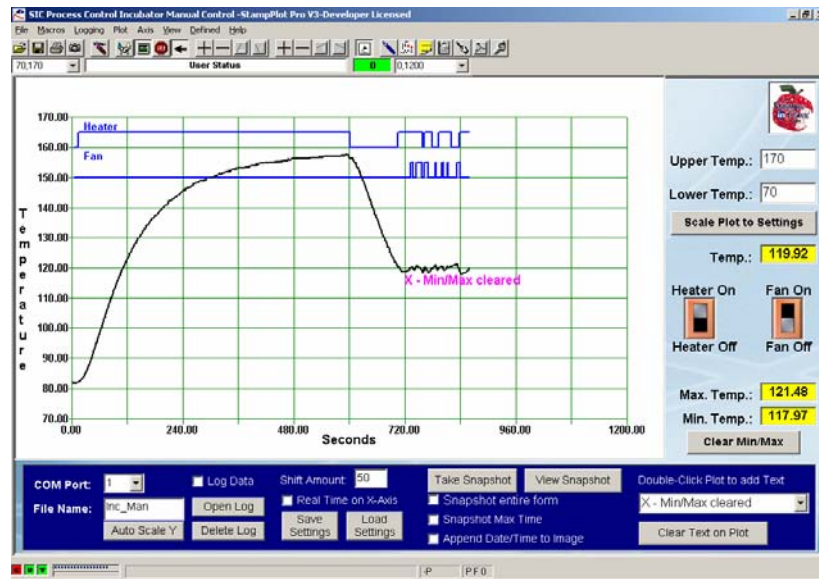 SIC Process Control Incubator Manual Control -StampPlot Pro V3-Developer Licensed
File Macros Logging Plot Axis View Defined Help
70,170 User Status 0 0,1200
170.00
Heater
160.00
Fan
150.00
140.00
130.00
120.00
X - Min/Max cleared
110.00
100.00
90.00
80.00
70.00
Temperature
0.00 240.00 480.00 720.00 960.00 1200.00
Seconds
Upper Temp.: 170
Lower Temp.: 70
Scale Plot to Settings
Temp.: 119.92
Heater On Fan On
Heater Off Fan Off
Max. Temp.: 121.48
Min. Temp.: 117.97
Clear Min/Max
COM Port: 1 Log Data Shift Amount: 50 Take Snapshot View Snapshot Double-Click Plot to add Text
File Name: Inc_Man Open Log Real Time on X-Axis Snapshot entire form X - Min/Max cleared
Auto Scale Y Delete Log Save Settings Load Settings Snapshot Max Time Clear Text on Plot
Append Date/Time to Image
-P PF0